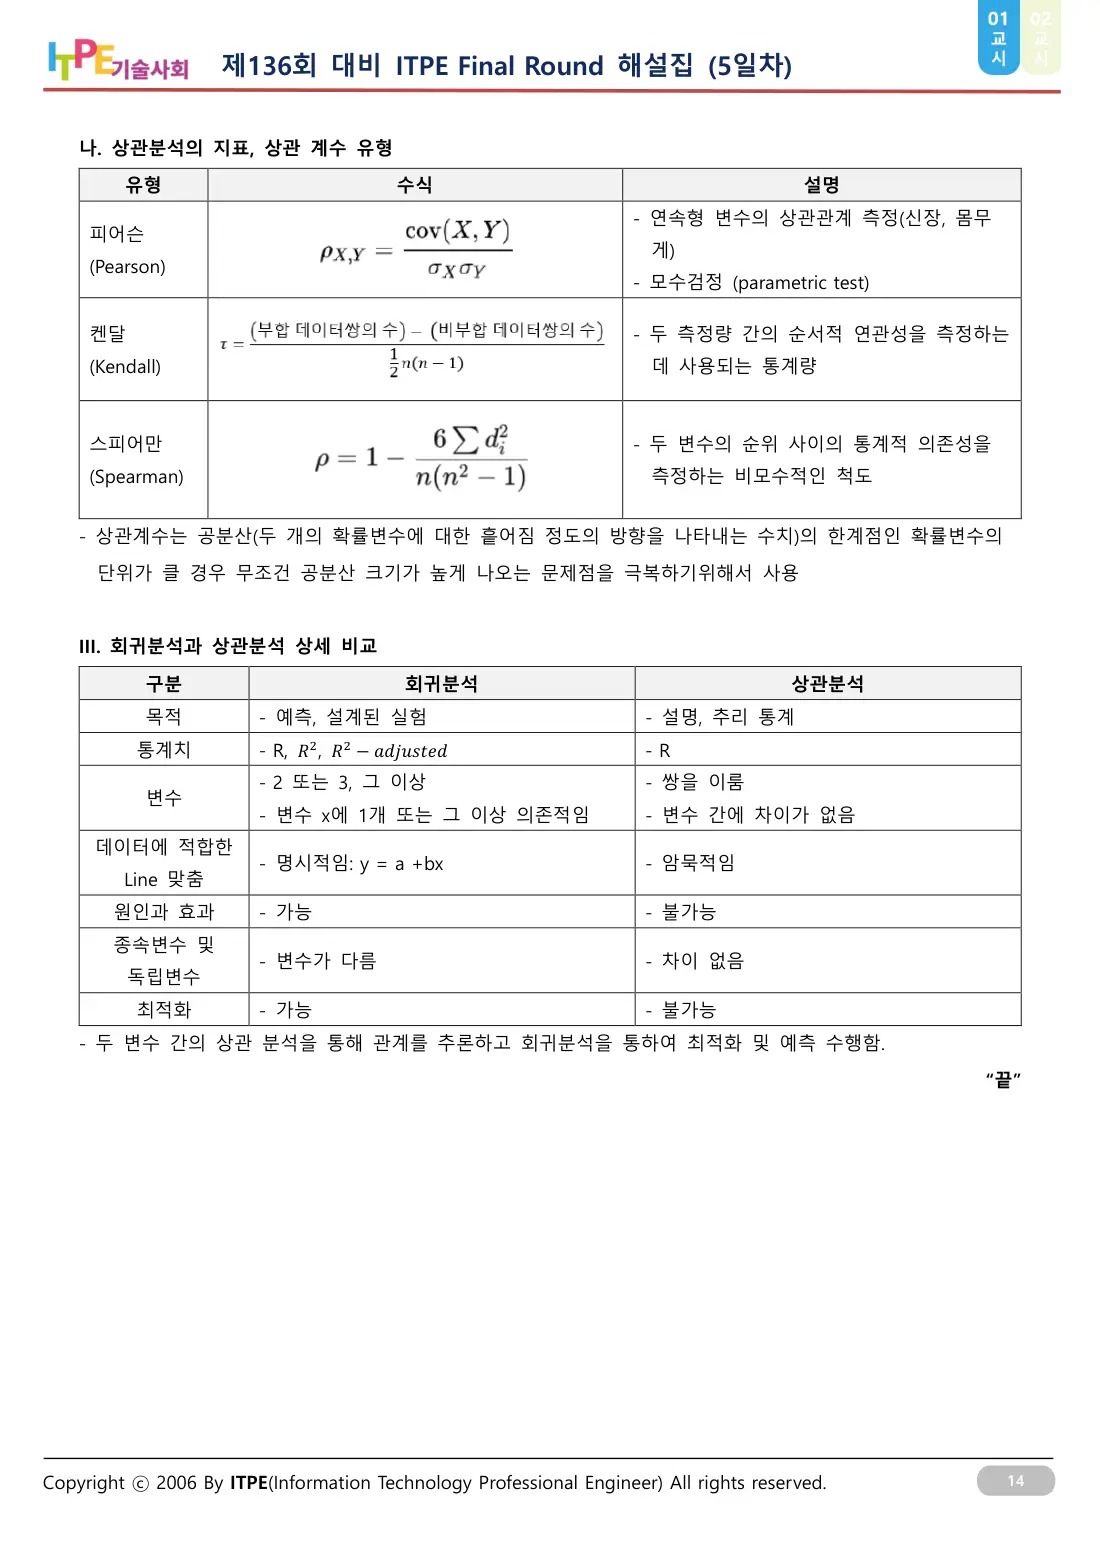 ITPE기술사회 제136회 대비 ITPE Final Round 해설집 (5일차)
01
교
시
02
교
시
나. 상관분석의 지표, 상관 계수 유형
유형 수식 설명
피어슨
(Pearson)
ρX,Y = cov(X, Y) / σXσY
- 연속형 변수의 상관관계 측정(신장, 몸무
게)
- 모수검정 (parametric test)
켄달
(Kendall)
τ = (부합 데이터쌍의 수) − (비부합 데이터쌍의 수) / ½n(n − 1)
- 두 측정량 간의 순서적 연관성을 측정하는
데 사용되는 통계량
스피어만
(Spearman)
ρ = 1 − 6∑dᵢ² / n(n² − 1)
- 두 변수의 순위 사이의 통계적 의존성을
측정하는 비모수적인 척도
- 상관계수는 공분산(두 개의 확률변수에 대한 흩어짐 정도의 방향을 나타내는 수치)의 한계점인 확률변수의
단위가 클 경우 무조건 공분산 크기가 높게 나오는 문제점을 극복하기위해서 사용
III. 회귀분석과 상관분석 상세 비교
구분 회귀분석 상관분석
목적 - 예측, 설계된 실험 - 설명, 추리 통계
통계치 - R, R², R² − adjusted - R
변수
- 2 또는 3, 그 이상
- 변수 x에 1개 또는 그 이상 의존적임
- 쌍을 이룸
- 변수 간에 차이가 없음
데이터에 적합한
Line 맞춤
- 명시적임: y = a +bx - 암묵적임
원인과 효과 - 가능 - 불가능
종속변수 및
독립변수
- 변수가 다름 - 차이 없음
최적화 - 가능 - 불가능
- 두 변수 간의 상관 분석을 통해 관계를 추론하고 회귀분석을 통하여 최적화 및 예측 수행함.
“끝”
Copyright ⓒ 2006 By ITPE(Information Technology Professional Engineer) All rights reserved. 14